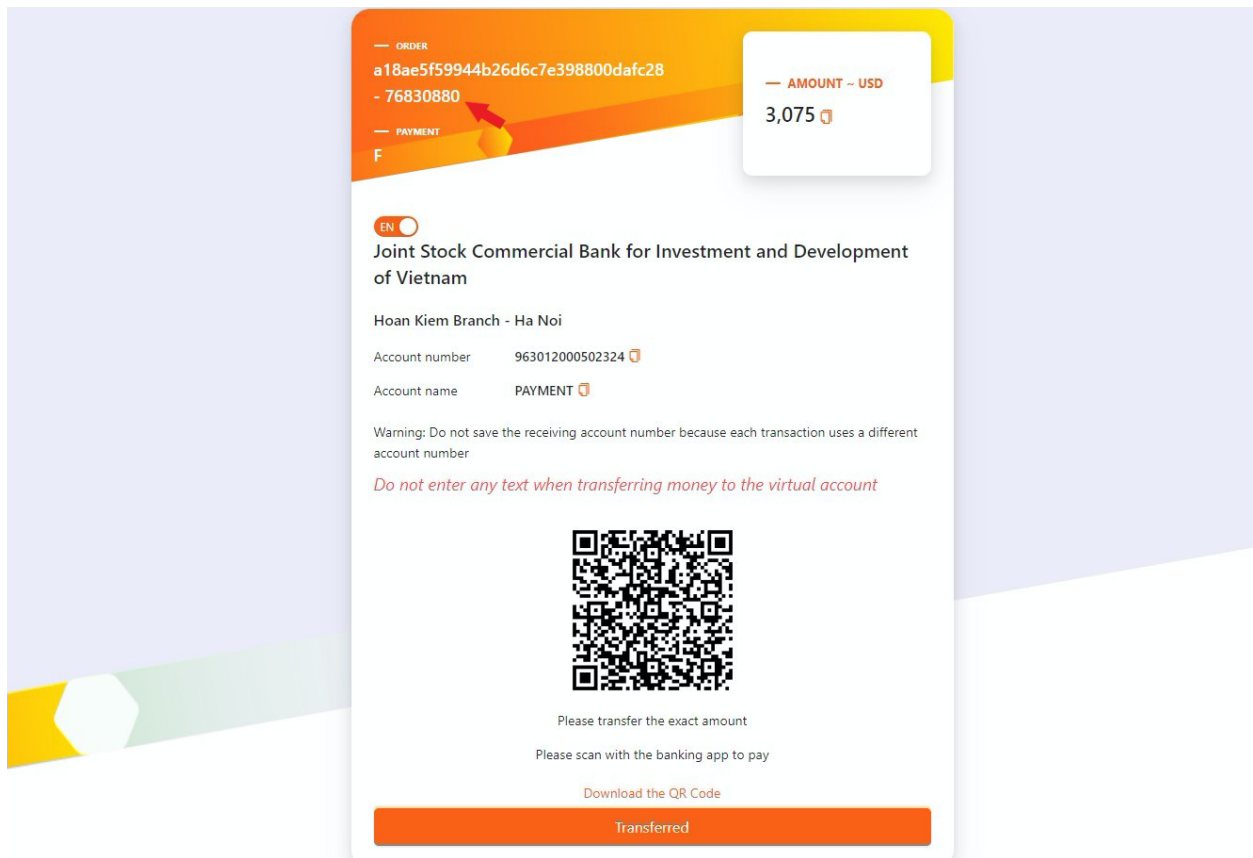 ORDER
a18ae5f59944b26d6c7e398800dafc28
- 76830880
PAYMENT
F
AMOUNT ~ USD
3,075
EN
Joint Stock Commercial Bank for Investment and Development
of Vietnam
Hoan Kiem Branch - Ha Noi
Account number 963012000502324
Account name PAYMENT
Warning: Do not save the receiving account number because each transaction uses a different
account number
Do not enter any text when transferring money to the virtual account
Please transfer the exact amount
Please scan with the banking app to pay
Download the QR Code
Transferred